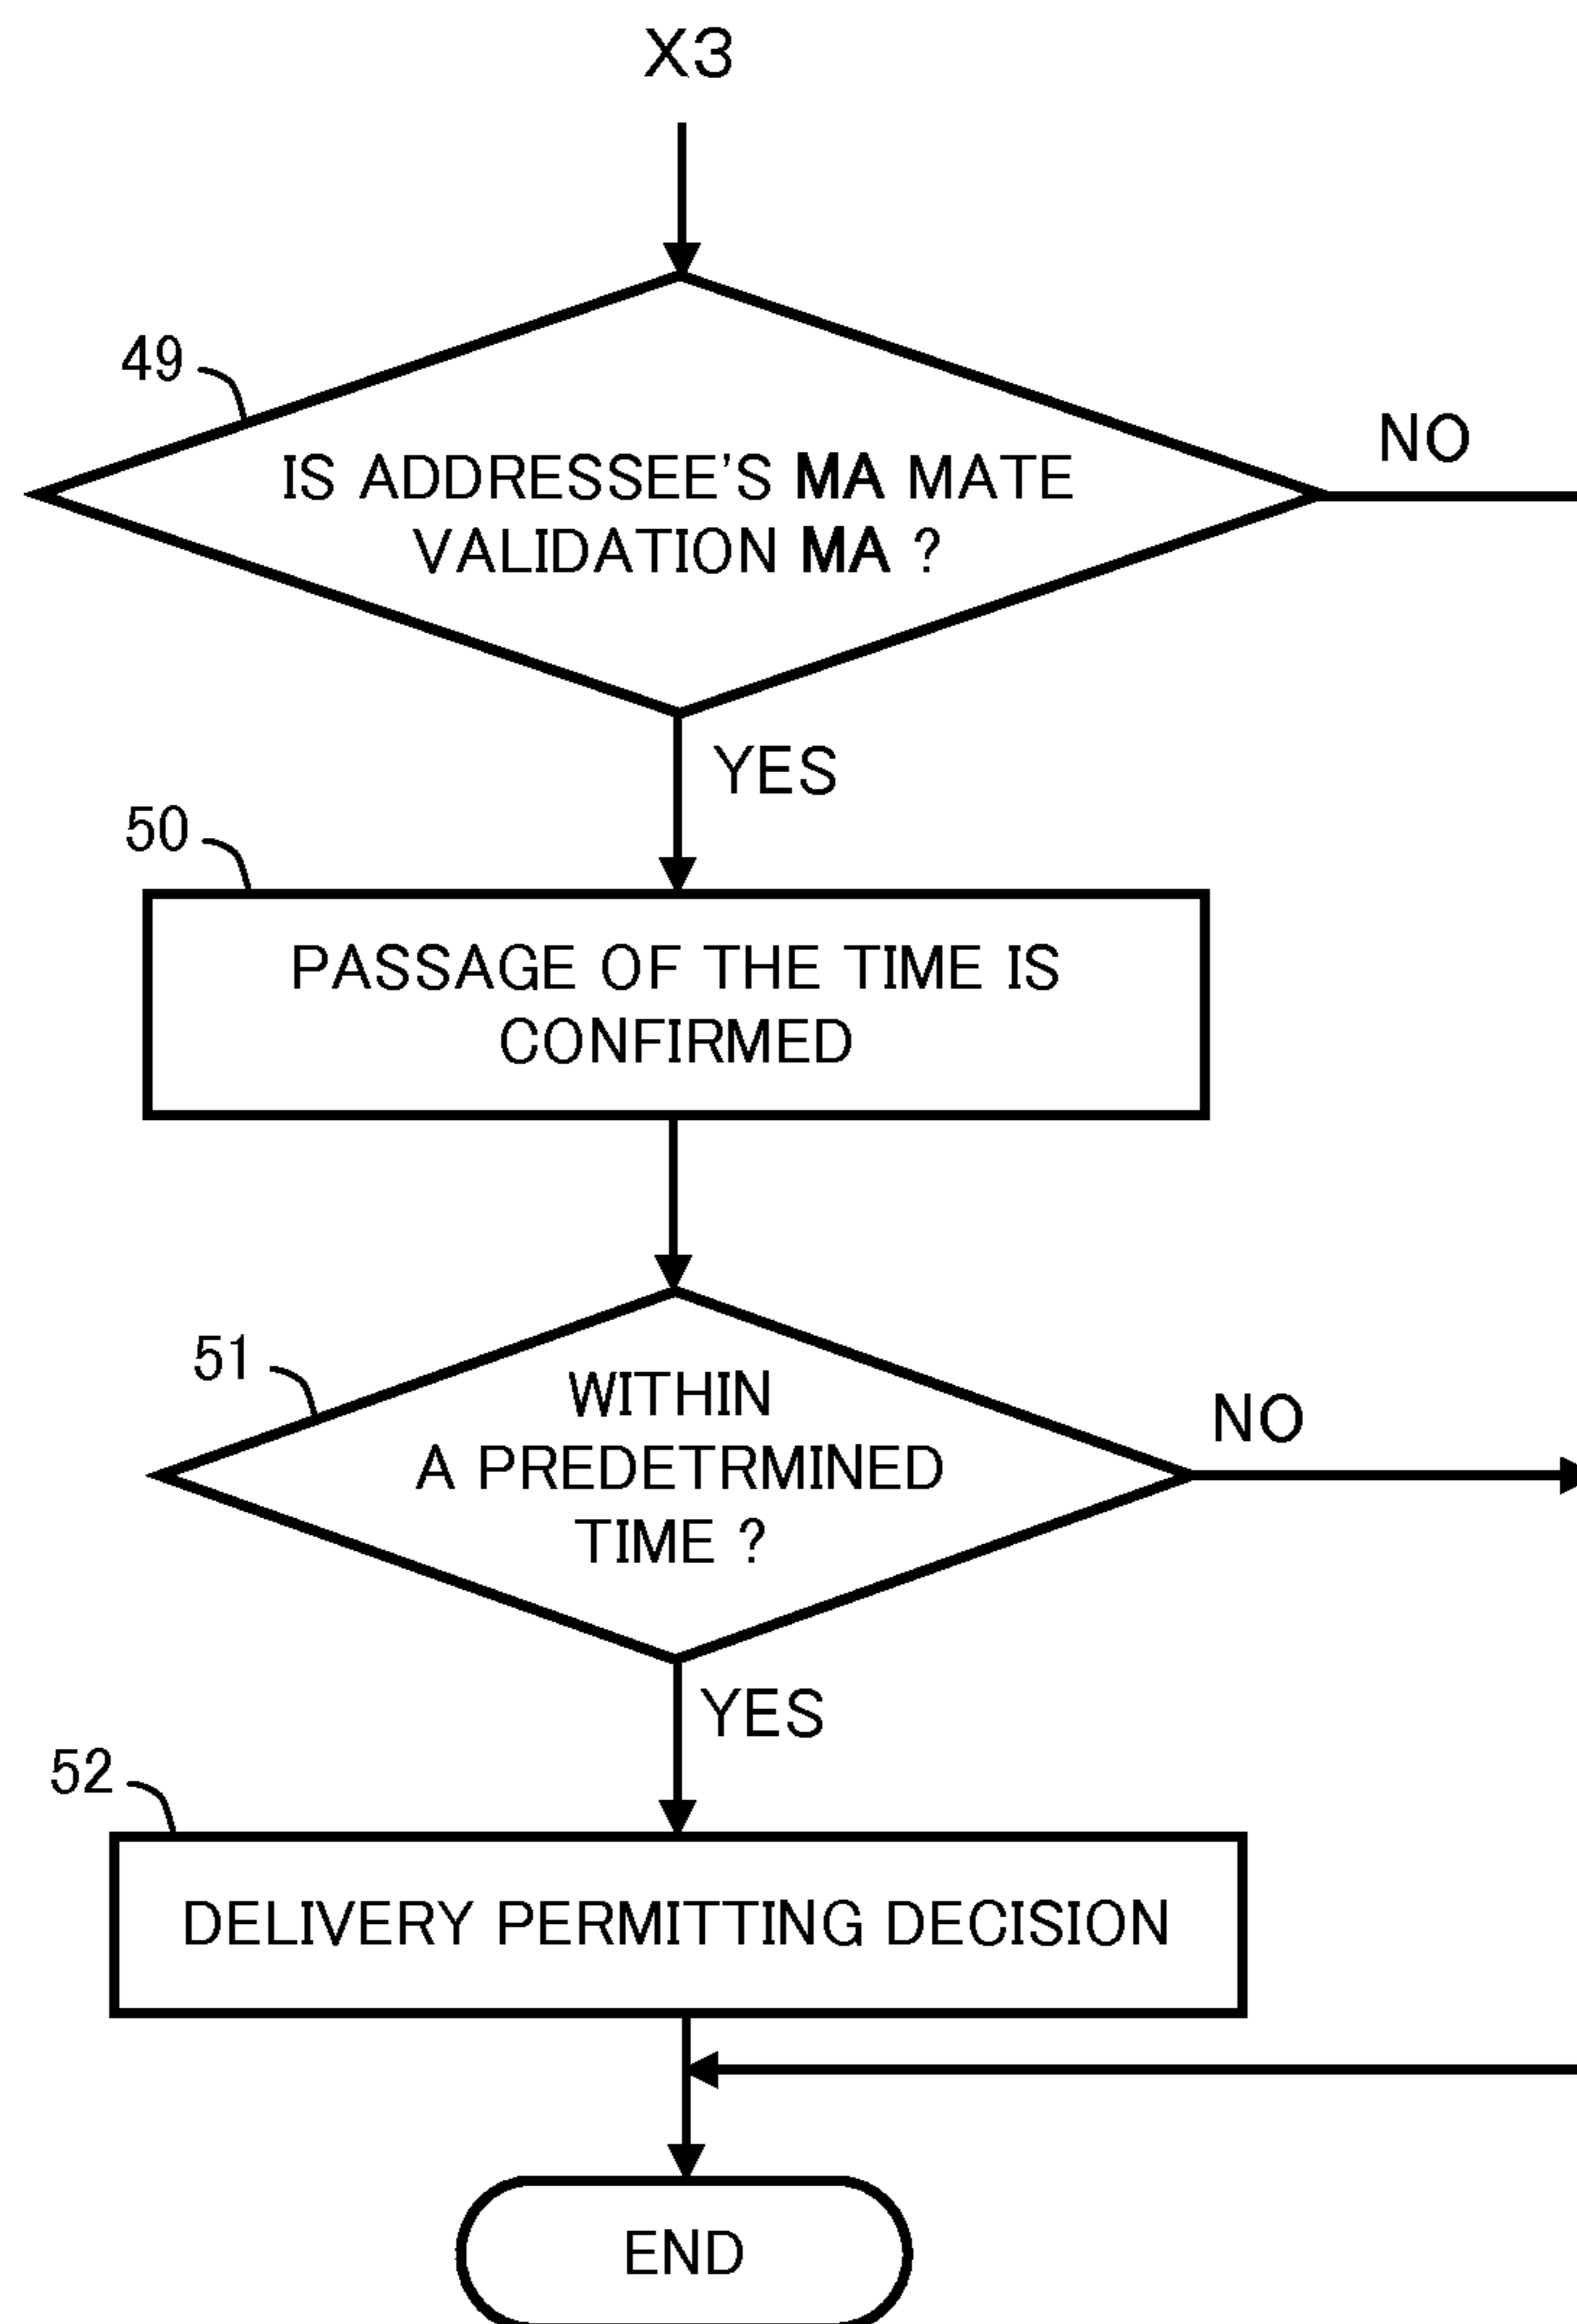 X3
49
IS ADDRESSEE'S MA MATE
VALIDATION MA ?
NO
YES
50
PASSAGE OF THE TIME IS
CONFIRMED
51
WITHIN
A PREDETRMINED
TIME ?
NO
YES
52
DELIVERY PERMITTING DECISION
END